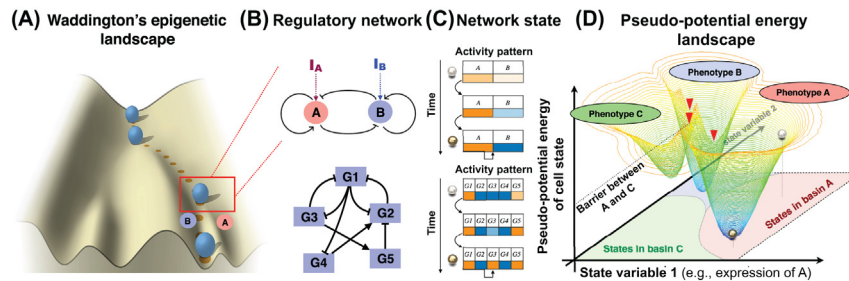 (A) Waddington's epigenetic
landscape
B
A
(B) Regulatory network
I_A
I_B
A
B
G1
G3
G2
G4
G5
(C) Network state
Activity pattern
Time
A B
A B
A B
Activity pattern
Time
G1 G2 G3 G4 G5
G1 G2 G3 G4 G5
G1 G2 G3 G4 G5
(D) Pseudo-potential energy
landscape
Phenotype B
Phenotype A
Phenotype C
State variable 2
Barrier between
A and C
Pseudo-potential energy
of cell state
States in basin A
States in basin C
State variable 1 (e.g., expression of A)